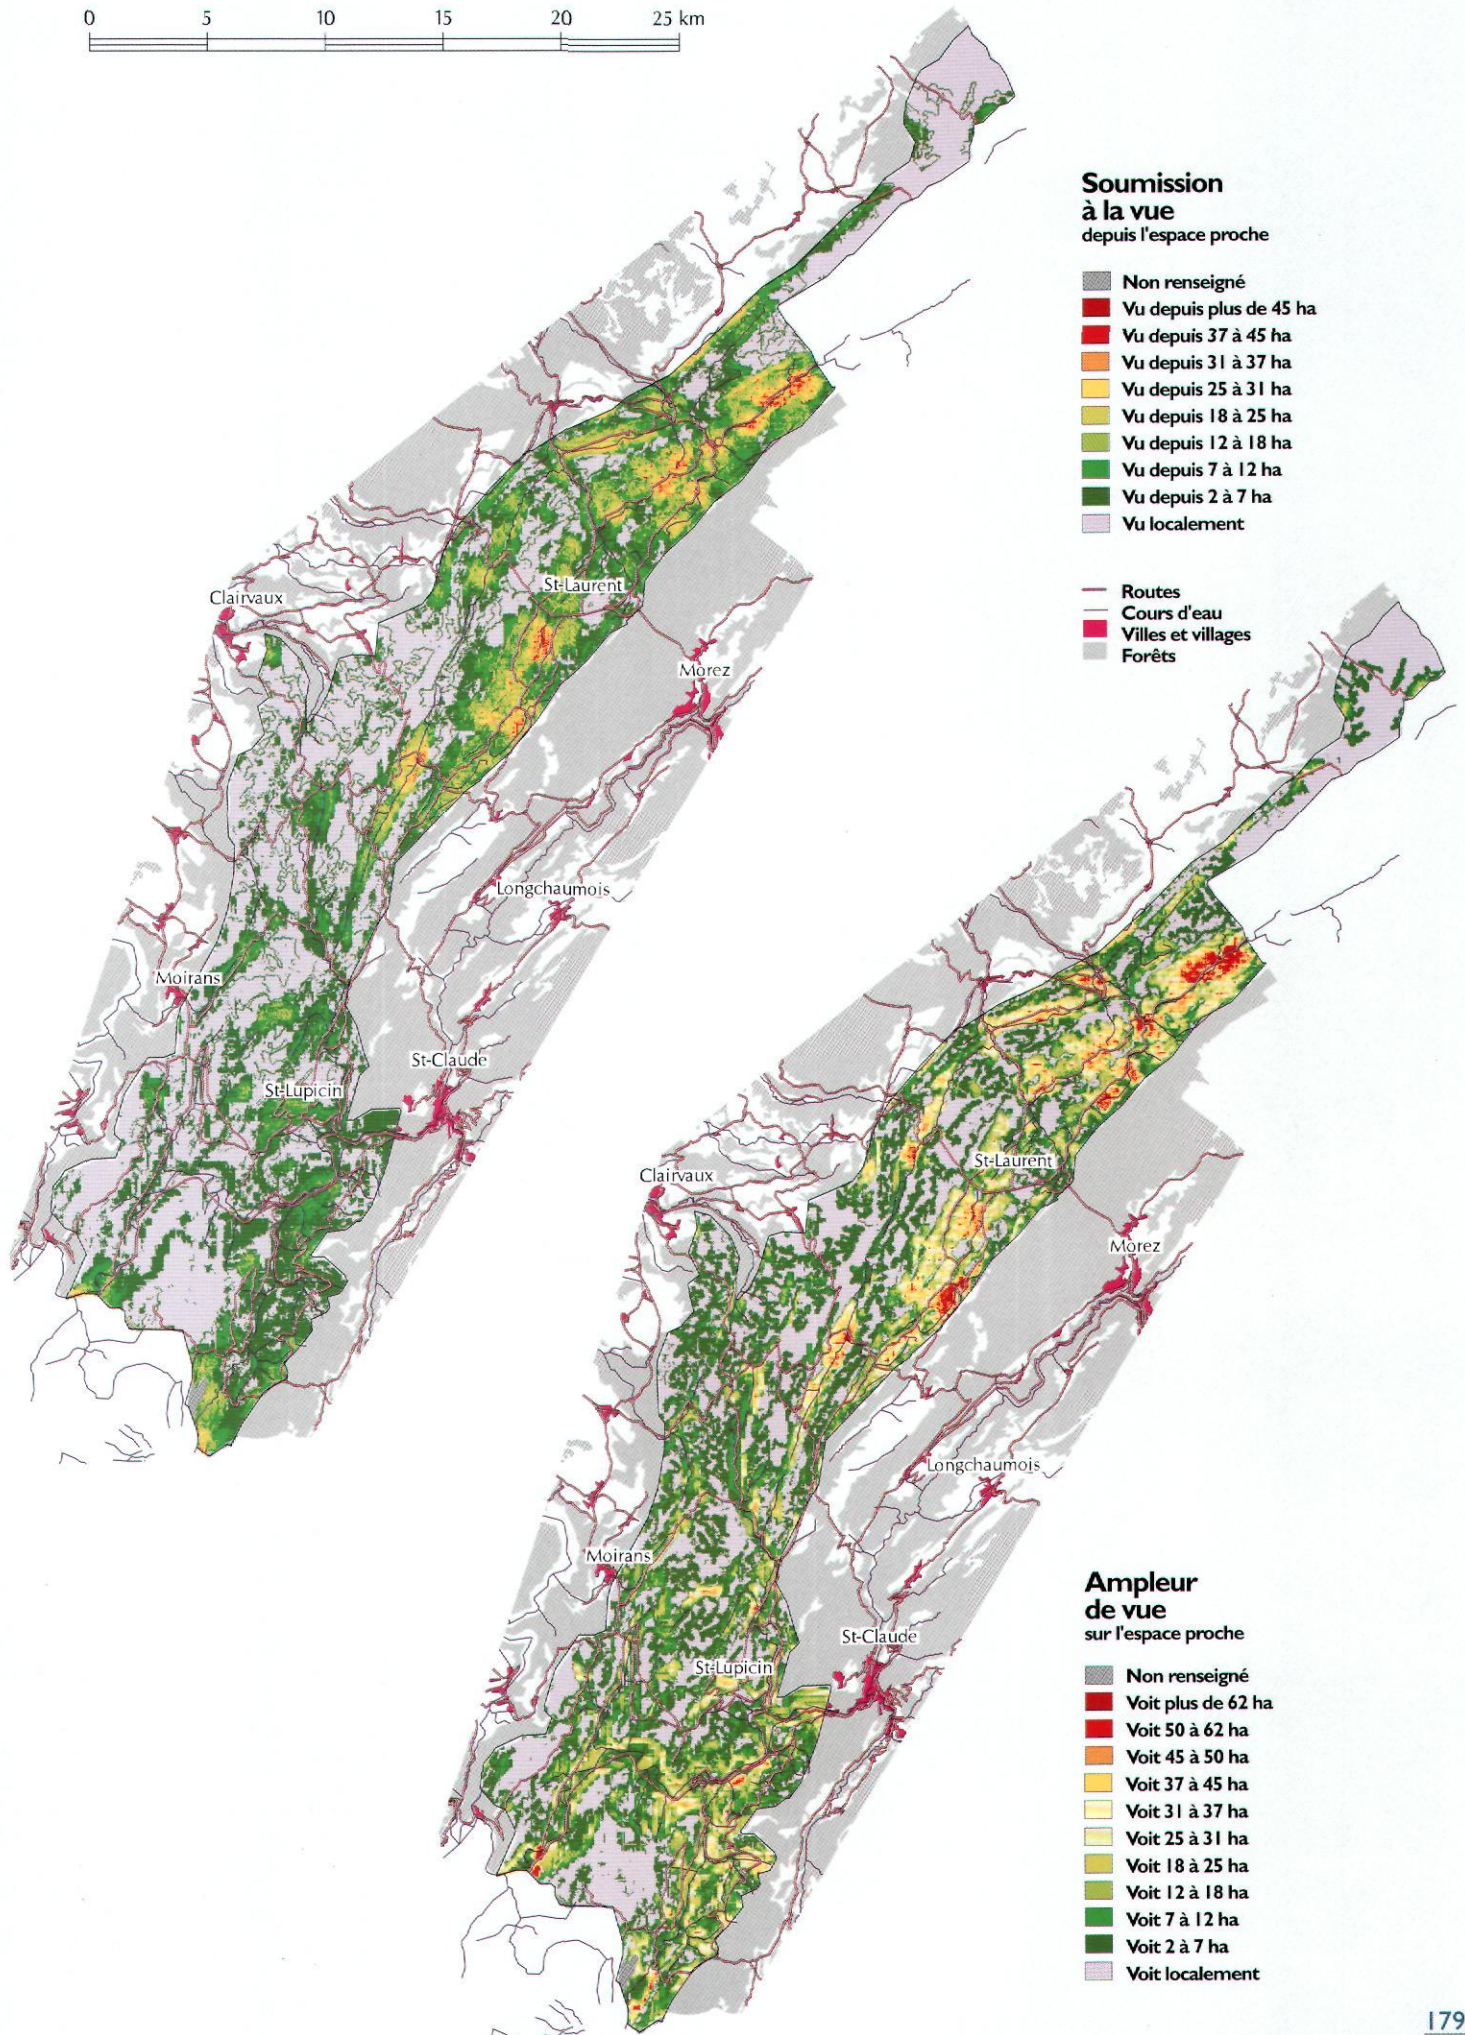 0 5 10 15 20 25 km
Soumission
à la vue
depuis l'espace proche
Non renseigné
Vu depuis plus de 45 ha
Vu depuis 37 à 45 ha
Vu depuis 31 à 37 ha
Vu depuis 25 à 31 ha
Vu depuis 18 à 25 ha
Vu depuis 12 à 18 ha
Vu depuis 7 à 12 ha
Vu depuis 2 à 7 ha
Vu localement
Routes
Cours d'eau
Villes et villages
Forêts
St-Laurent
Clairvaux
Morez
Longchaumois
Moirans
St-Claude
St-Lupicin
St-Laurent
Clairvaux
Morez
Longchaumois
Moirans
St-Claude
St-Lupicin
Ampleur
de vue
sur l'espace proche
Non renseigné
Voit plus de 62 ha
Voit 50 à 62 ha
Voit 45 à 50 ha
Voit 37 à 45 ha
Voit 31 à 37 ha
Voit 25 à 31 ha
Voit 18 à 25 ha
Voit 12 à 18 ha
Voit 7 à 12 ha
Voit 2 à 7 ha
Voit localement
179